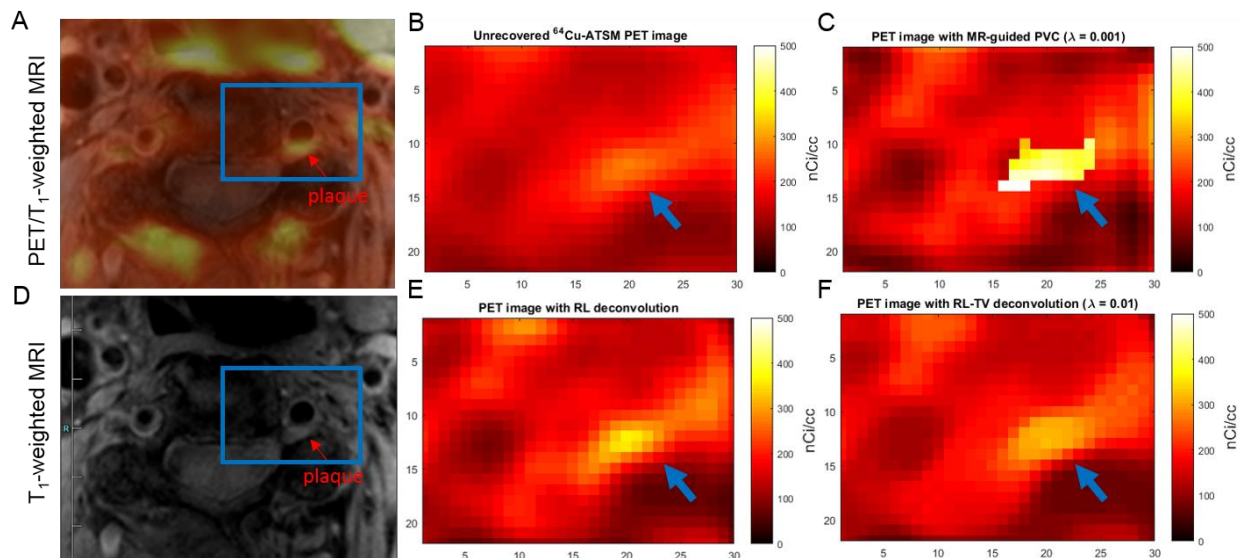 A
PET/T₁-weighted MRI
plaque
B
Unrecovered ⁶⁴Cu-ATSM PET image
5
10
15
20
5 10 15 20 25 30
500
400
300
200
100
0
nCi/cc
C
PET image with MR-guided PVC (λ = 0.001)
5
10
15
20
5 10 15 20 25 30
500
400
300
200
100
0
nCi/cc
D
T₁-weighted MRI
R
plaque
E
PET image with RL deconvolution
5
10
15
20
5 10 15 20 25 30
500
400
300
200
100
0
nCi/cc
F
PET image with RL-TV deconvolution (λ = 0.01)
5
10
15
20
5 10 15 20 25 30
500
400
300
200
100
0
nCi/cc